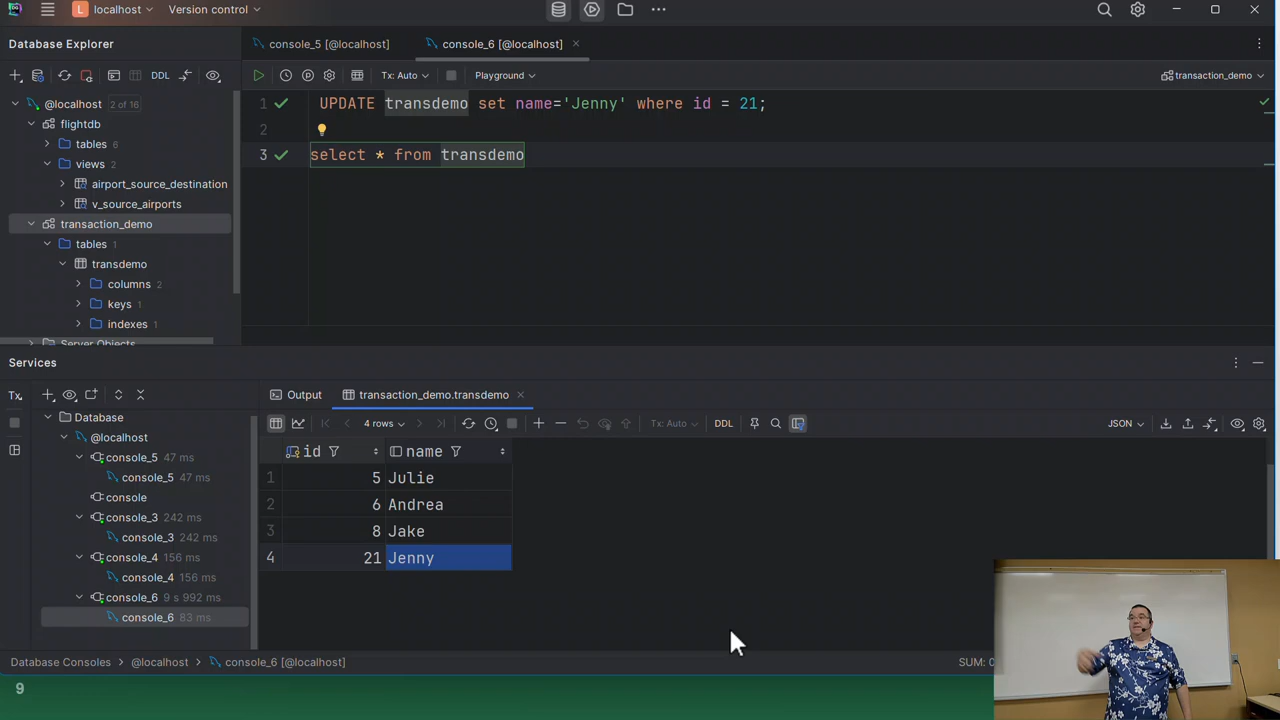 L localhost Version control
Database Explorer
console_5 [@localhost] console_6 [@localhost]
DDL
Tx: Auto Playground transaction_demo
@localhost 2 of 16
flightdb
tables 6
views 2
airport_source_destination
v_source_airports
transaction_demo
tables 1
transdemo
columns 2
keys 1
indexes 1
Server Objects
1 UPDATE transdemo set name='Jenny' where id = 21;
2
3 select * from transdemo
Services
Tx
Output transaction_demo.transdemo
4 rows Tx: Auto DDL JSON
Database
@localhost
console_5 47 ms
console_5 47 ms
console
console_3 242 ms
console_3 242 ms
console_4 156 ms
console_4 156 ms
console_6 9 s 992 ms
console_6 83 ms
id name
1 5 Julie
2 6 Andrea
3 8 Jake
4 21 Jenny
Database Consoles > @localhost > console_6 [@localhost] SUM: 0
9